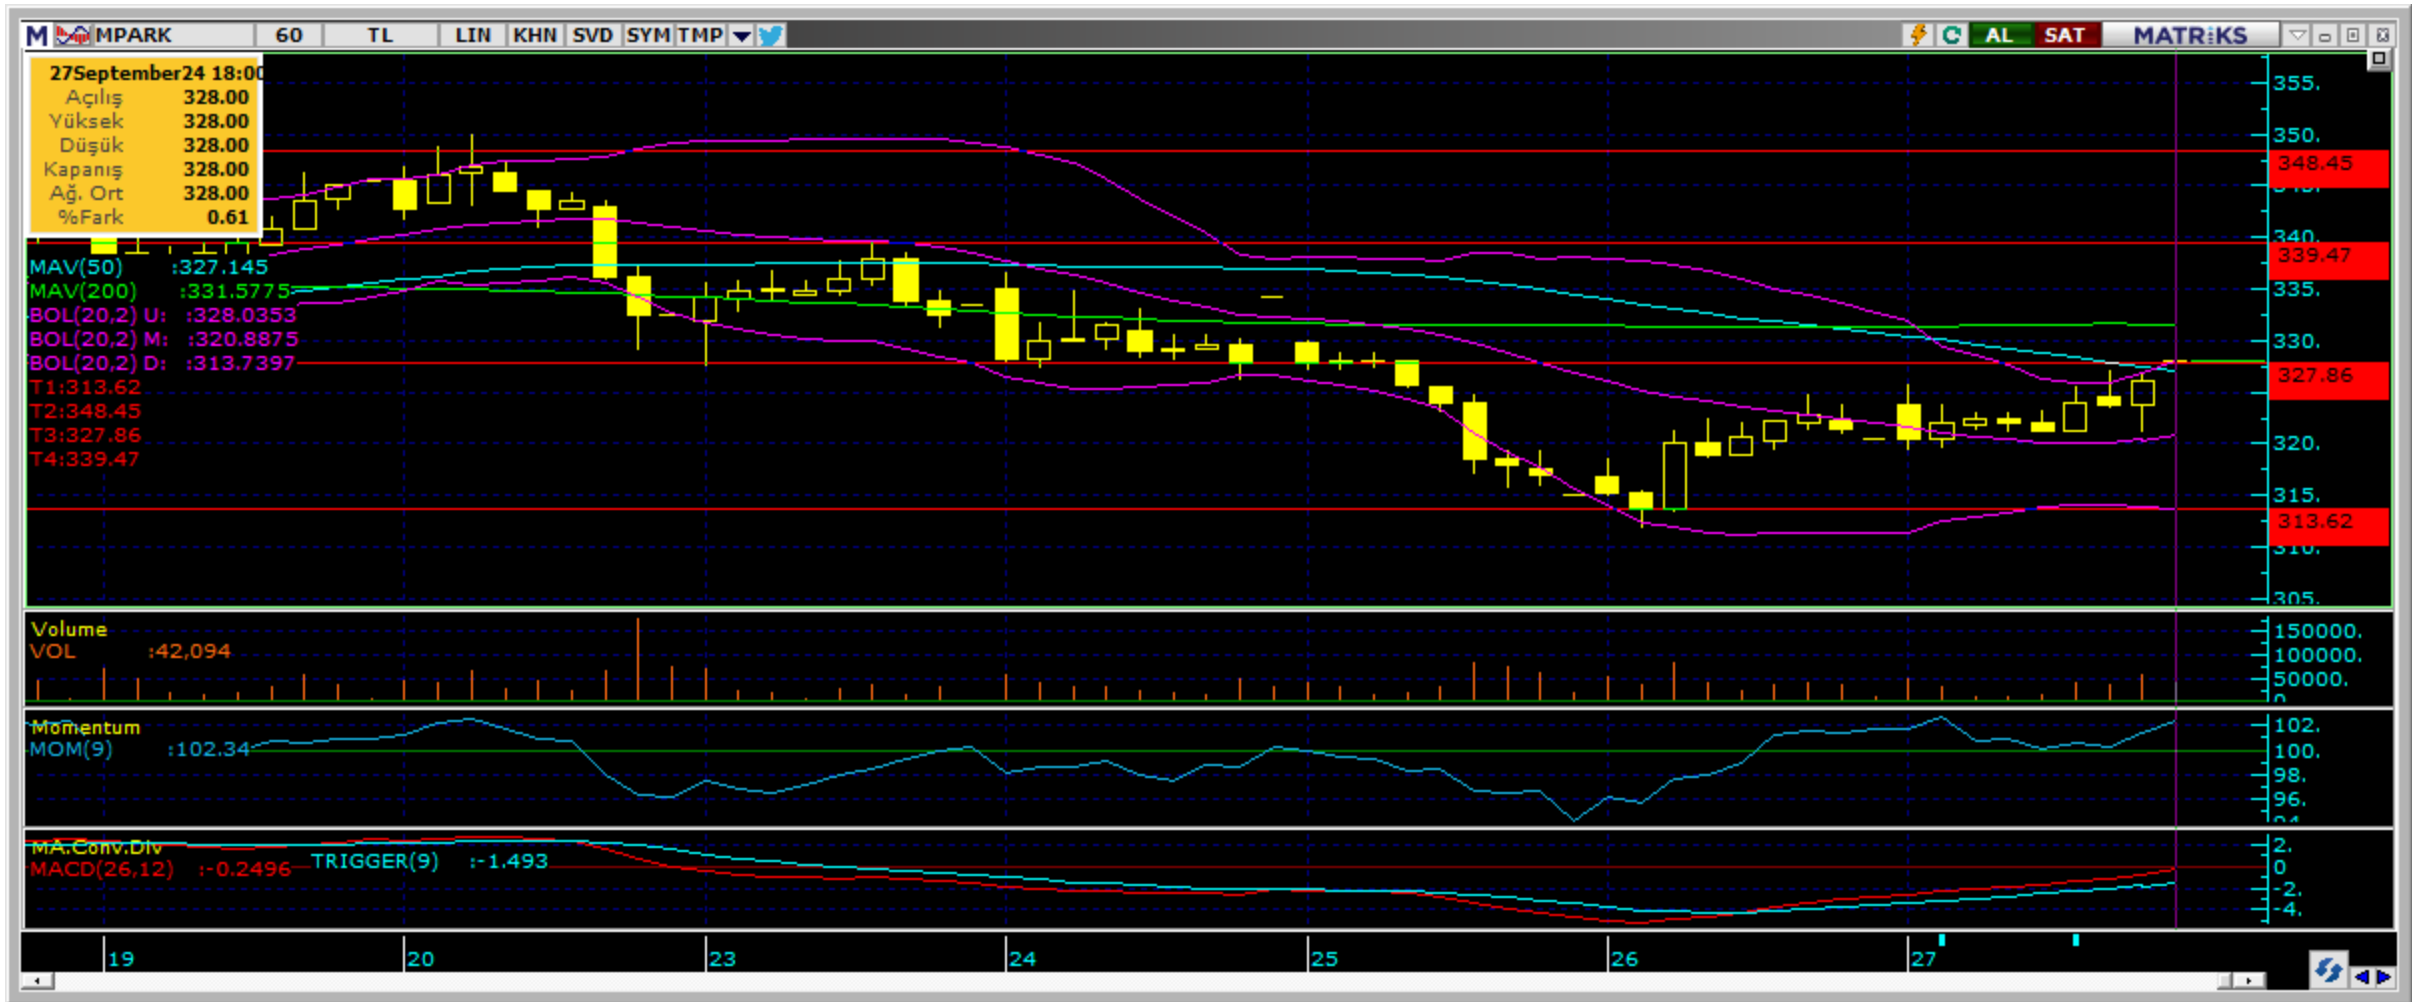 M MPARK 60 TL LIN KHN SVD SYM TMP AL SAT MATRİKS
27September24 18:00
Açılış 328.00
Yüksek 328.00
Düşük 328.00
Kapanış 328.00
Ağ. Ort 328.00
%Fark 0.61
MAV(50) :327.145
MAV(200) :331.5775
BOL(20,2) U: :328.0353
BOL(20,2) M: :320.8875
BOL(20,2) D: :313.7397
T1:313.62
T2:348.45
T3:327.86
T4:339.47
355.
350.
348.45
340.
339.47
335.
330.
327.86
320.
315.
313.62
310.
305.
Volume
VOL :42,094
150000.
100000.
50000.
0
Momentum
MOM(9) :102.34
102.
100.
98.
96.
94
MA.Conv.Div
MACD(26,12) :-0.2496 TRIGGER(9) :-1.493
2.
0
-2.
-4.
19 20 23 24 25 26 27